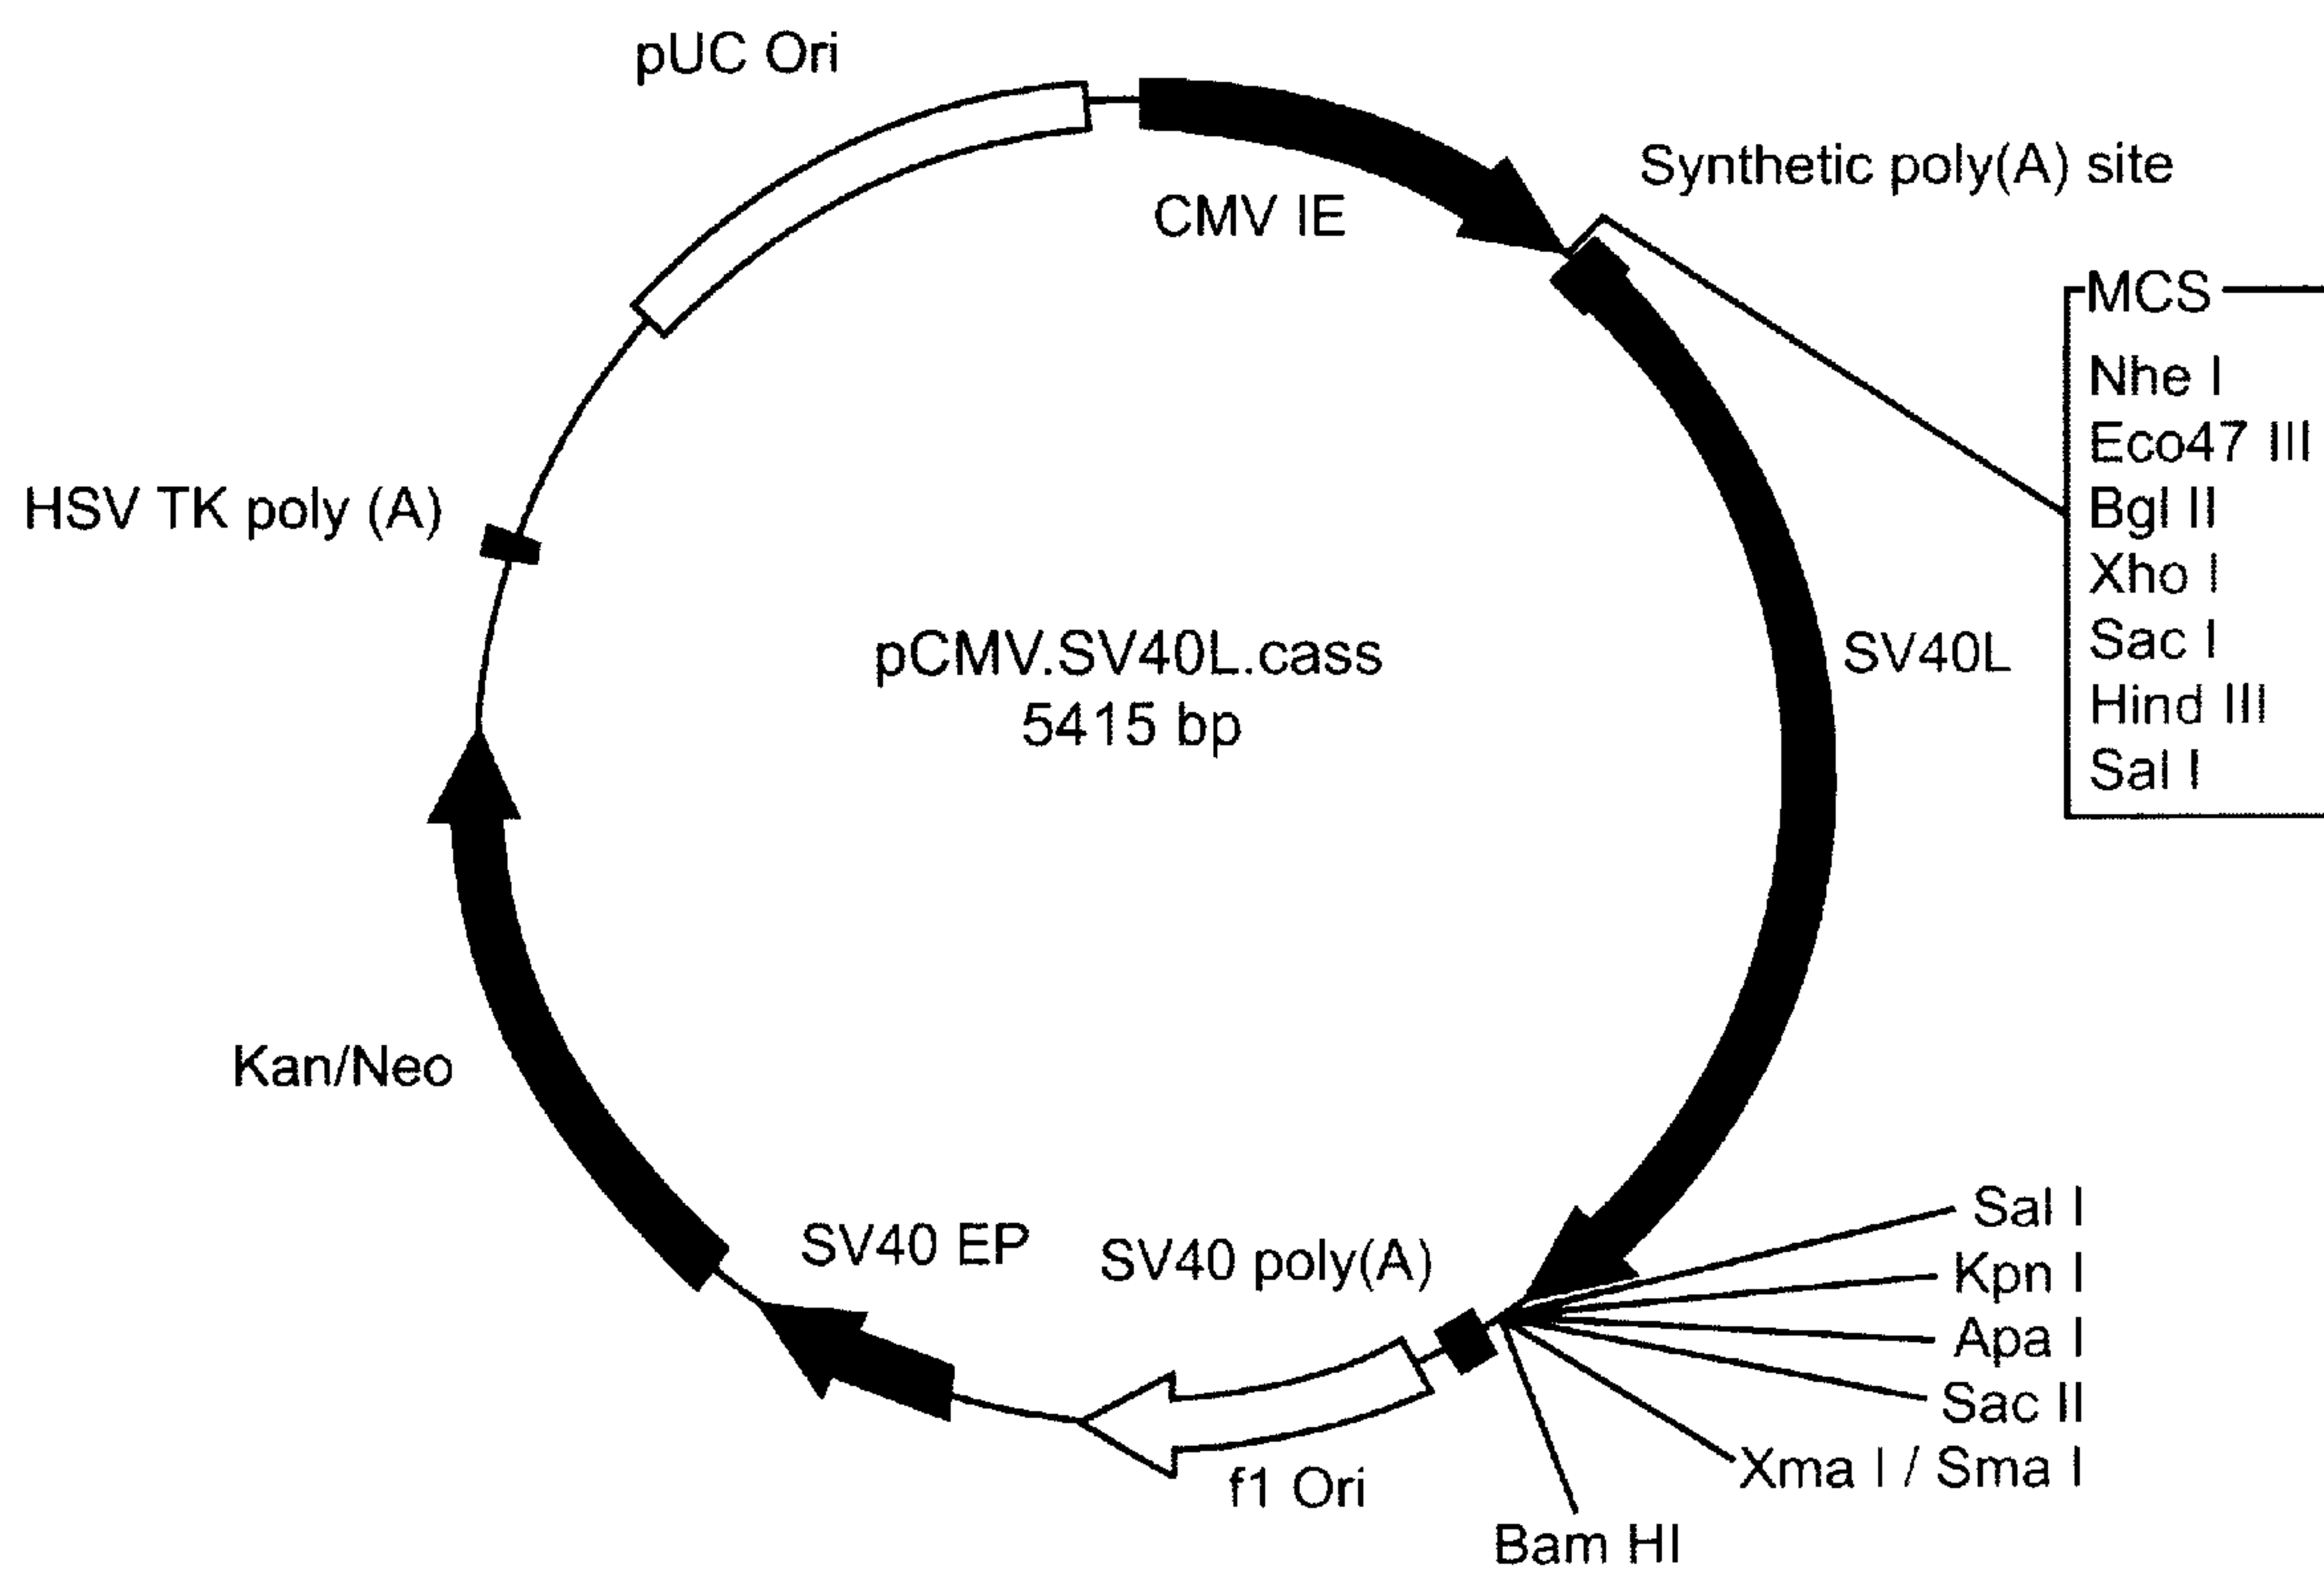 pUC Ori
CMV IE
Synthetic poly(A) site
MCS
Nhe I
Eco47 III
Bgl II
Xho I
Sac I
Hind III
Sal I
HSV TK poly (A)
pCMV.SV40L.cass
5415 bp
SV40L
Kan/Neo
SV40 EP
SV40 poly(A)
Sal I
Kpn I
Apa I
Sac II
Xma I / Sma I
f1 Ori
Bam HI